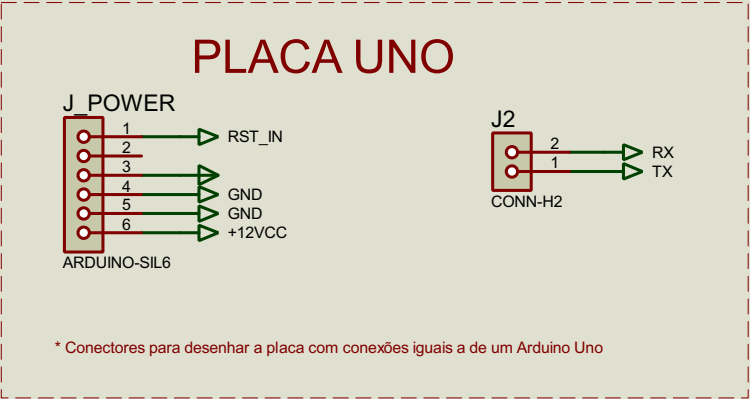 PLACA UNO
J_POWER
1 RST_IN
2
3
4 GND
5 GND
6 +12VCC
ARDUINO-SIL6
J2
2 RX
1 TX
CONN-H2
* Conectores para desenhar a placa com conexões iguais a de um Arduino Uno